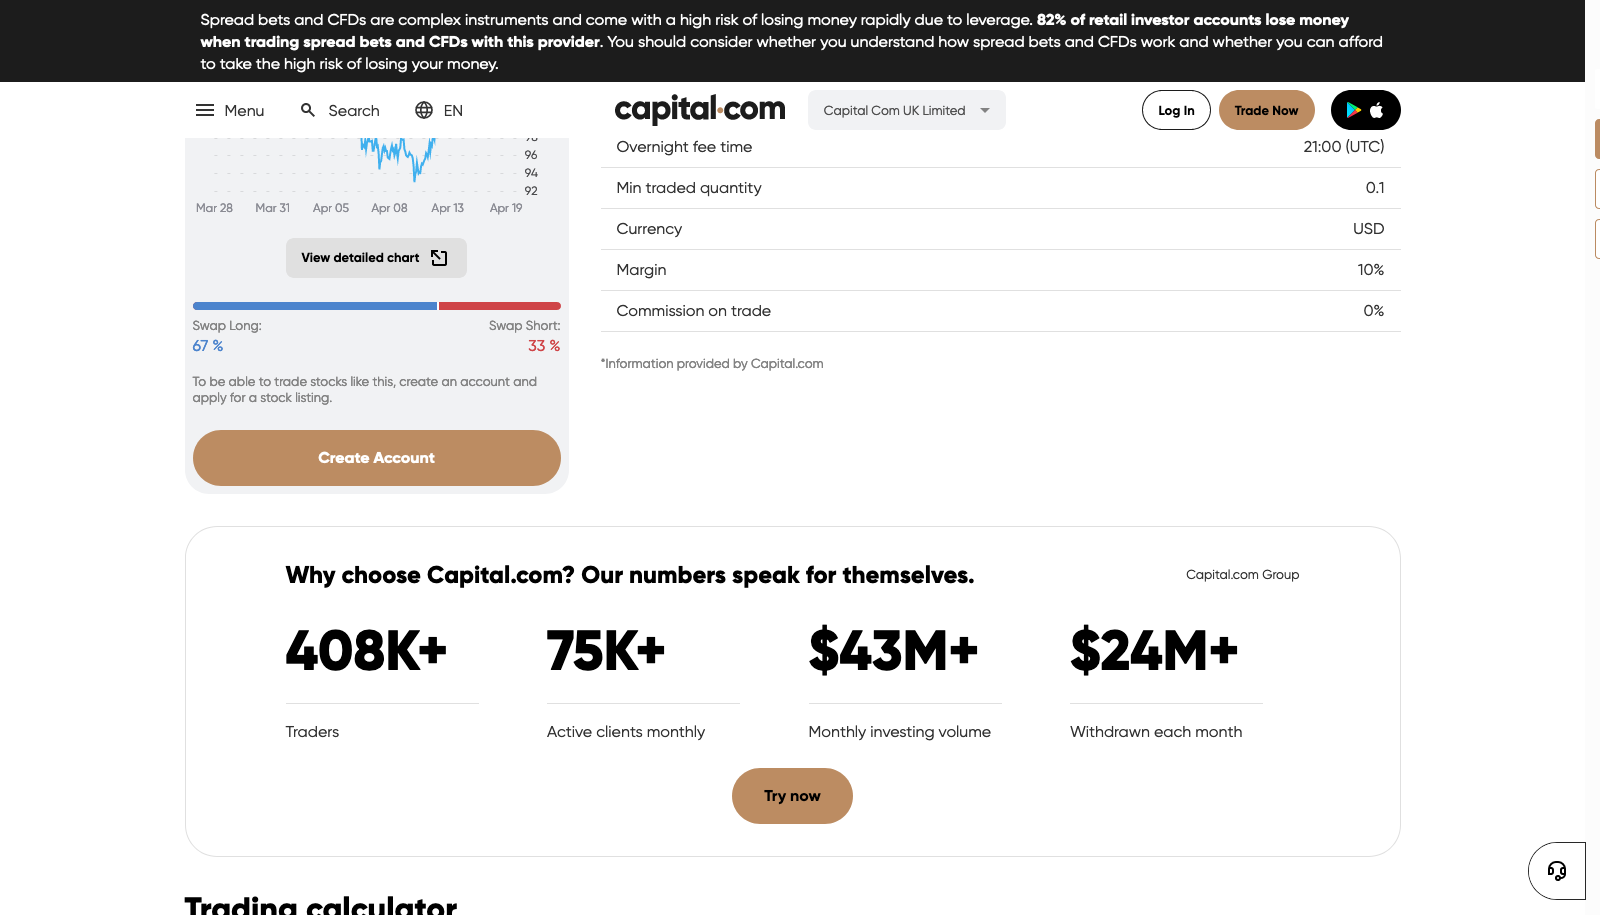 Spread bets and CFDs are complex instruments and come with a high risk of losing money rapidly due to leverage. 82% of retail investor accounts lose money
when trading spread bets and CFDs with this provider. You should consider whether you understand how spread bets and CFDs work and whether you can afford
to take the high risk of losing your money.
Menu
Search
EN
capital.com
Capital Com UK Limited
Log In
Trade Now
96
94
92
Mar 28
Mar 31
Apr 05
Apr 08
Apr 13
Apr 19
View detailed chart
Swap Long:
Swap Short:
67 %
33 %
To be able to trade stocks like this, create an account and
apply for a stock listing.
Create Account
Overnight fee time
21:00 (UTC)
Min traded quantity
0.1
Currency
USD
Margin
10%
Commission on trade
0%
*Information provided by Capital.com
Why choose Capital.com? Our numbers speak for themselves.
Capital.com Group
408K+
75K+
$43M+
$24M+
Traders
Active clients monthly
Monthly investing volume
Withdrawn each month
Try now
Trading calculator